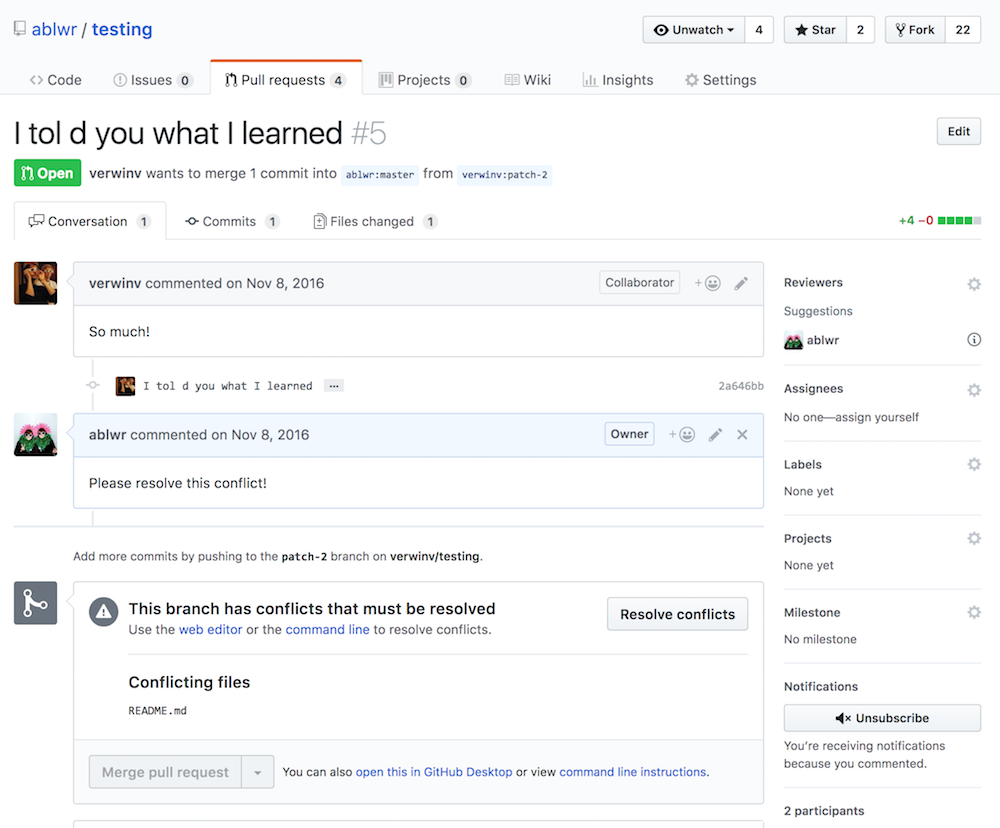 ablwr / testing
Unwatch 4 Star 2 Fork 22
Code Issues 0 Pull requests 4 Projects 0 Wiki Insights Settings
I tol d you what I learned #5
Edit
Open verwinv wants to merge 1 commit into ablwr:master from verwinv:patch-2
Conversation 1 Commits 1 Files changed 1
+4 −0
verwinv commented on Nov 8, 2016
Collaborator
So much!
I tol d you what I learned ...
2a646bb
ablwr commented on Nov 8, 2016
Owner
Please resolve this conflict!
Add more commits by pushing to the patch-2 branch on verwinv/testing.
This branch has conflicts that must be resolved
Use the web editor or the command line to resolve conflicts.
Resolve conflicts
Conflicting files
README.md
Merge pull request
You can also open this in GitHub Desktop or view command line instructions.
Reviewers
Suggestions
ablwr
Assignees
No one—assign yourself
Labels
None yet
Projects
None yet
Milestone
No milestone
Notifications
Unsubscribe
You're receiving notifications
because you commented.
2 participants